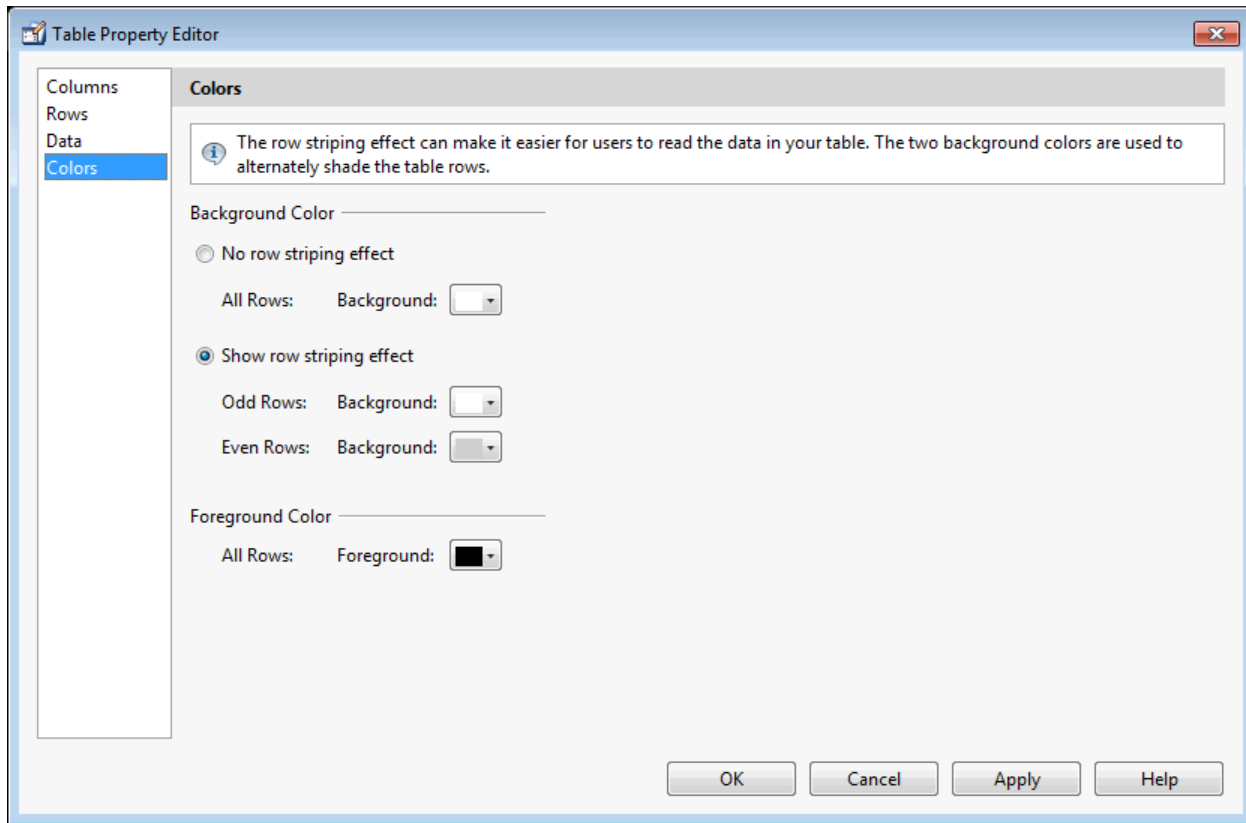 Table Property Editor
Columns
Rows
Data
Colors
Colors
The row striping effect can make it easier for users to read the data in your table. The two background colors are used to
alternately shade the table rows.
Background Color
No row striping effect
All Rows: Background:
Show row striping effect
Odd Rows: Background:
Even Rows: Background:
Foreground Color
All Rows: Foreground:
OK Cancel Apply Help